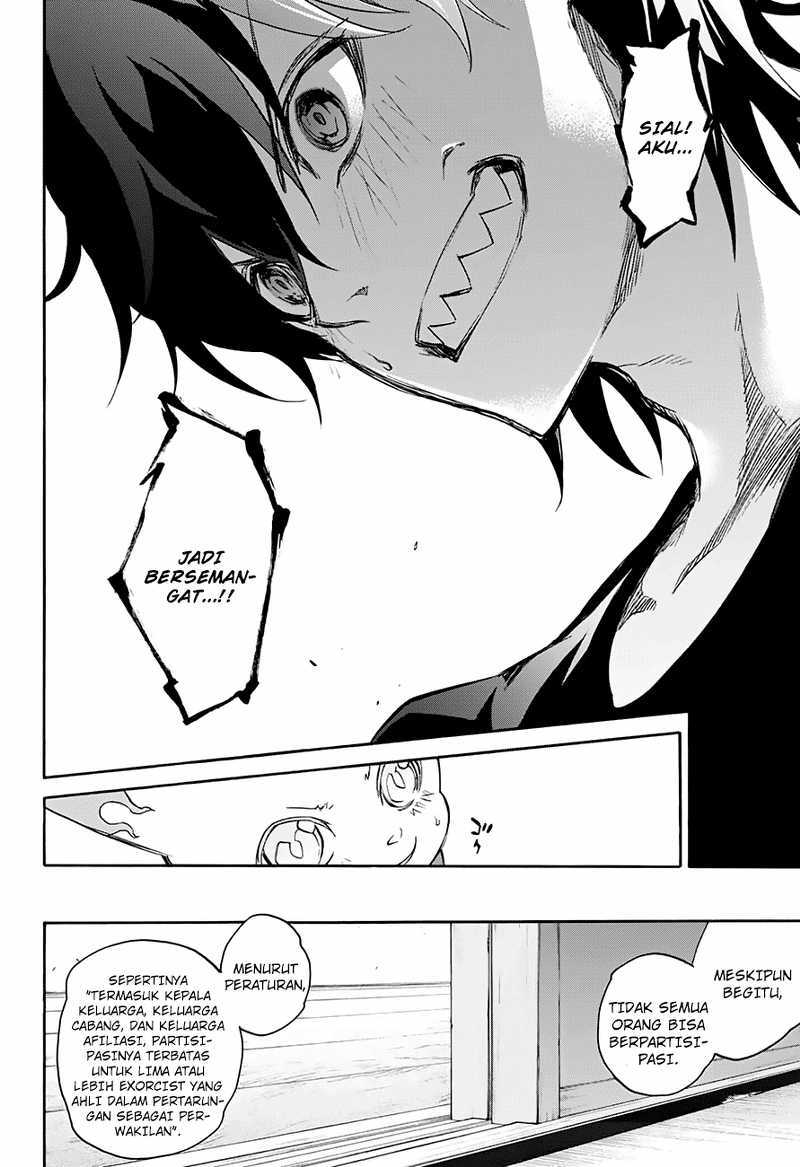 SIAL!
AKU...
JADI
BERSEMAN-
GAT...!!
MESKIPUN
BEGITU,
TIDAK SEMUA
ORANG BISA
BERPARTISI-
PASI.
MENURUT
PERATURAN,
SEPERTINYA
"TERMASUK KEPALA
KELUARGA, KELUARGA
CABANG, DAN KELUARGA
AFILIASI, PARTISI-
PASINYA TERBATAS
UNTUK LIMA ATAU
LEBIH EXORCIST YANG
AHLI DALAM PERTARUN-
GAN SEBAGAI PER-
WAKILAN".